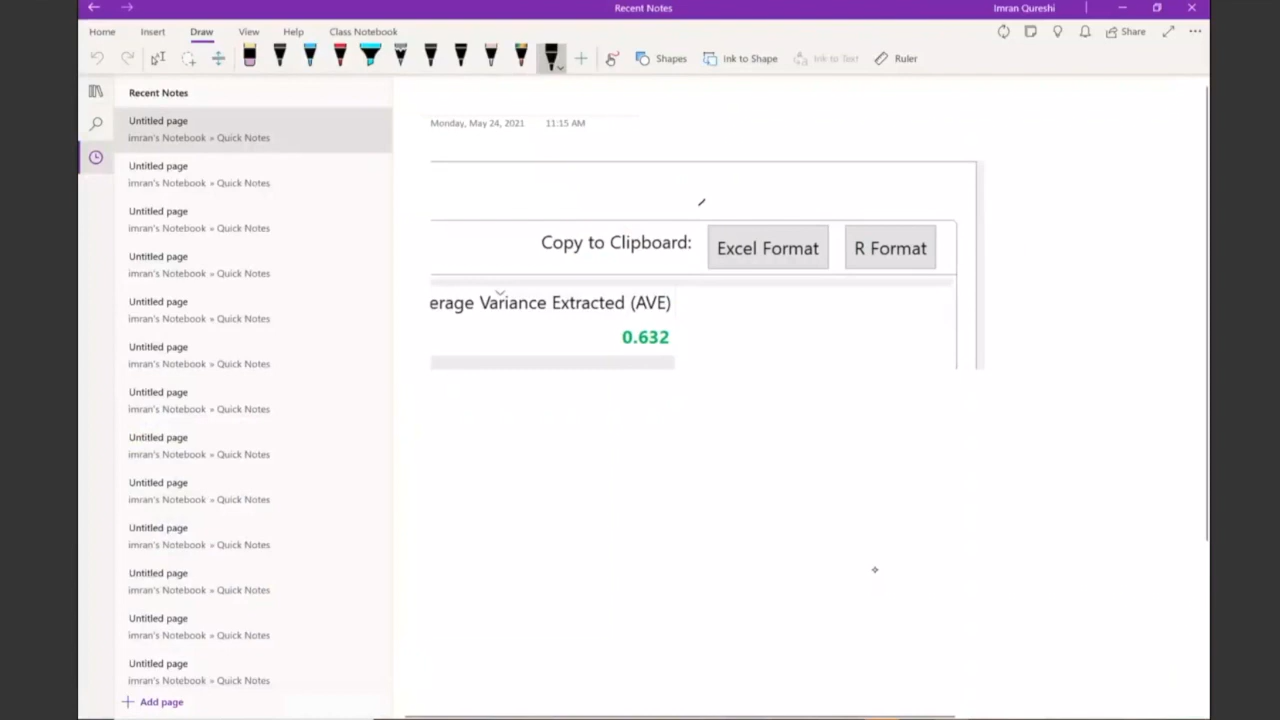 Recent Notes
Imran Qureshi
Home Insert Draw View Help Class Notebook
Share
Shapes Ink to Shape Ink to Text Ruler
Recent Notes
Untitled page
imran's Notebook » Quick Notes
Untitled page
imran's Notebook » Quick Notes
Untitled page
imran's Notebook » Quick Notes
Untitled page
imran's Notebook » Quick Notes
Untitled page
imran's Notebook » Quick Notes
Untitled page
imran's Notebook » Quick Notes
Untitled page
imran's Notebook » Quick Notes
Untitled page
imran's Notebook » Quick Notes
Untitled page
imran's Notebook » Quick Notes
Untitled page
imran's Notebook » Quick Notes
Untitled page
imran's Notebook » Quick Notes
Untitled page
imran's Notebook » Quick Notes
Untitled page
imran's Notebook » Quick Notes
Add page
Monday, May 24, 2021 11:15 AM
Copy to Clipboard: Excel Format R Format
erage Variance Extracted (AVE)
0.632